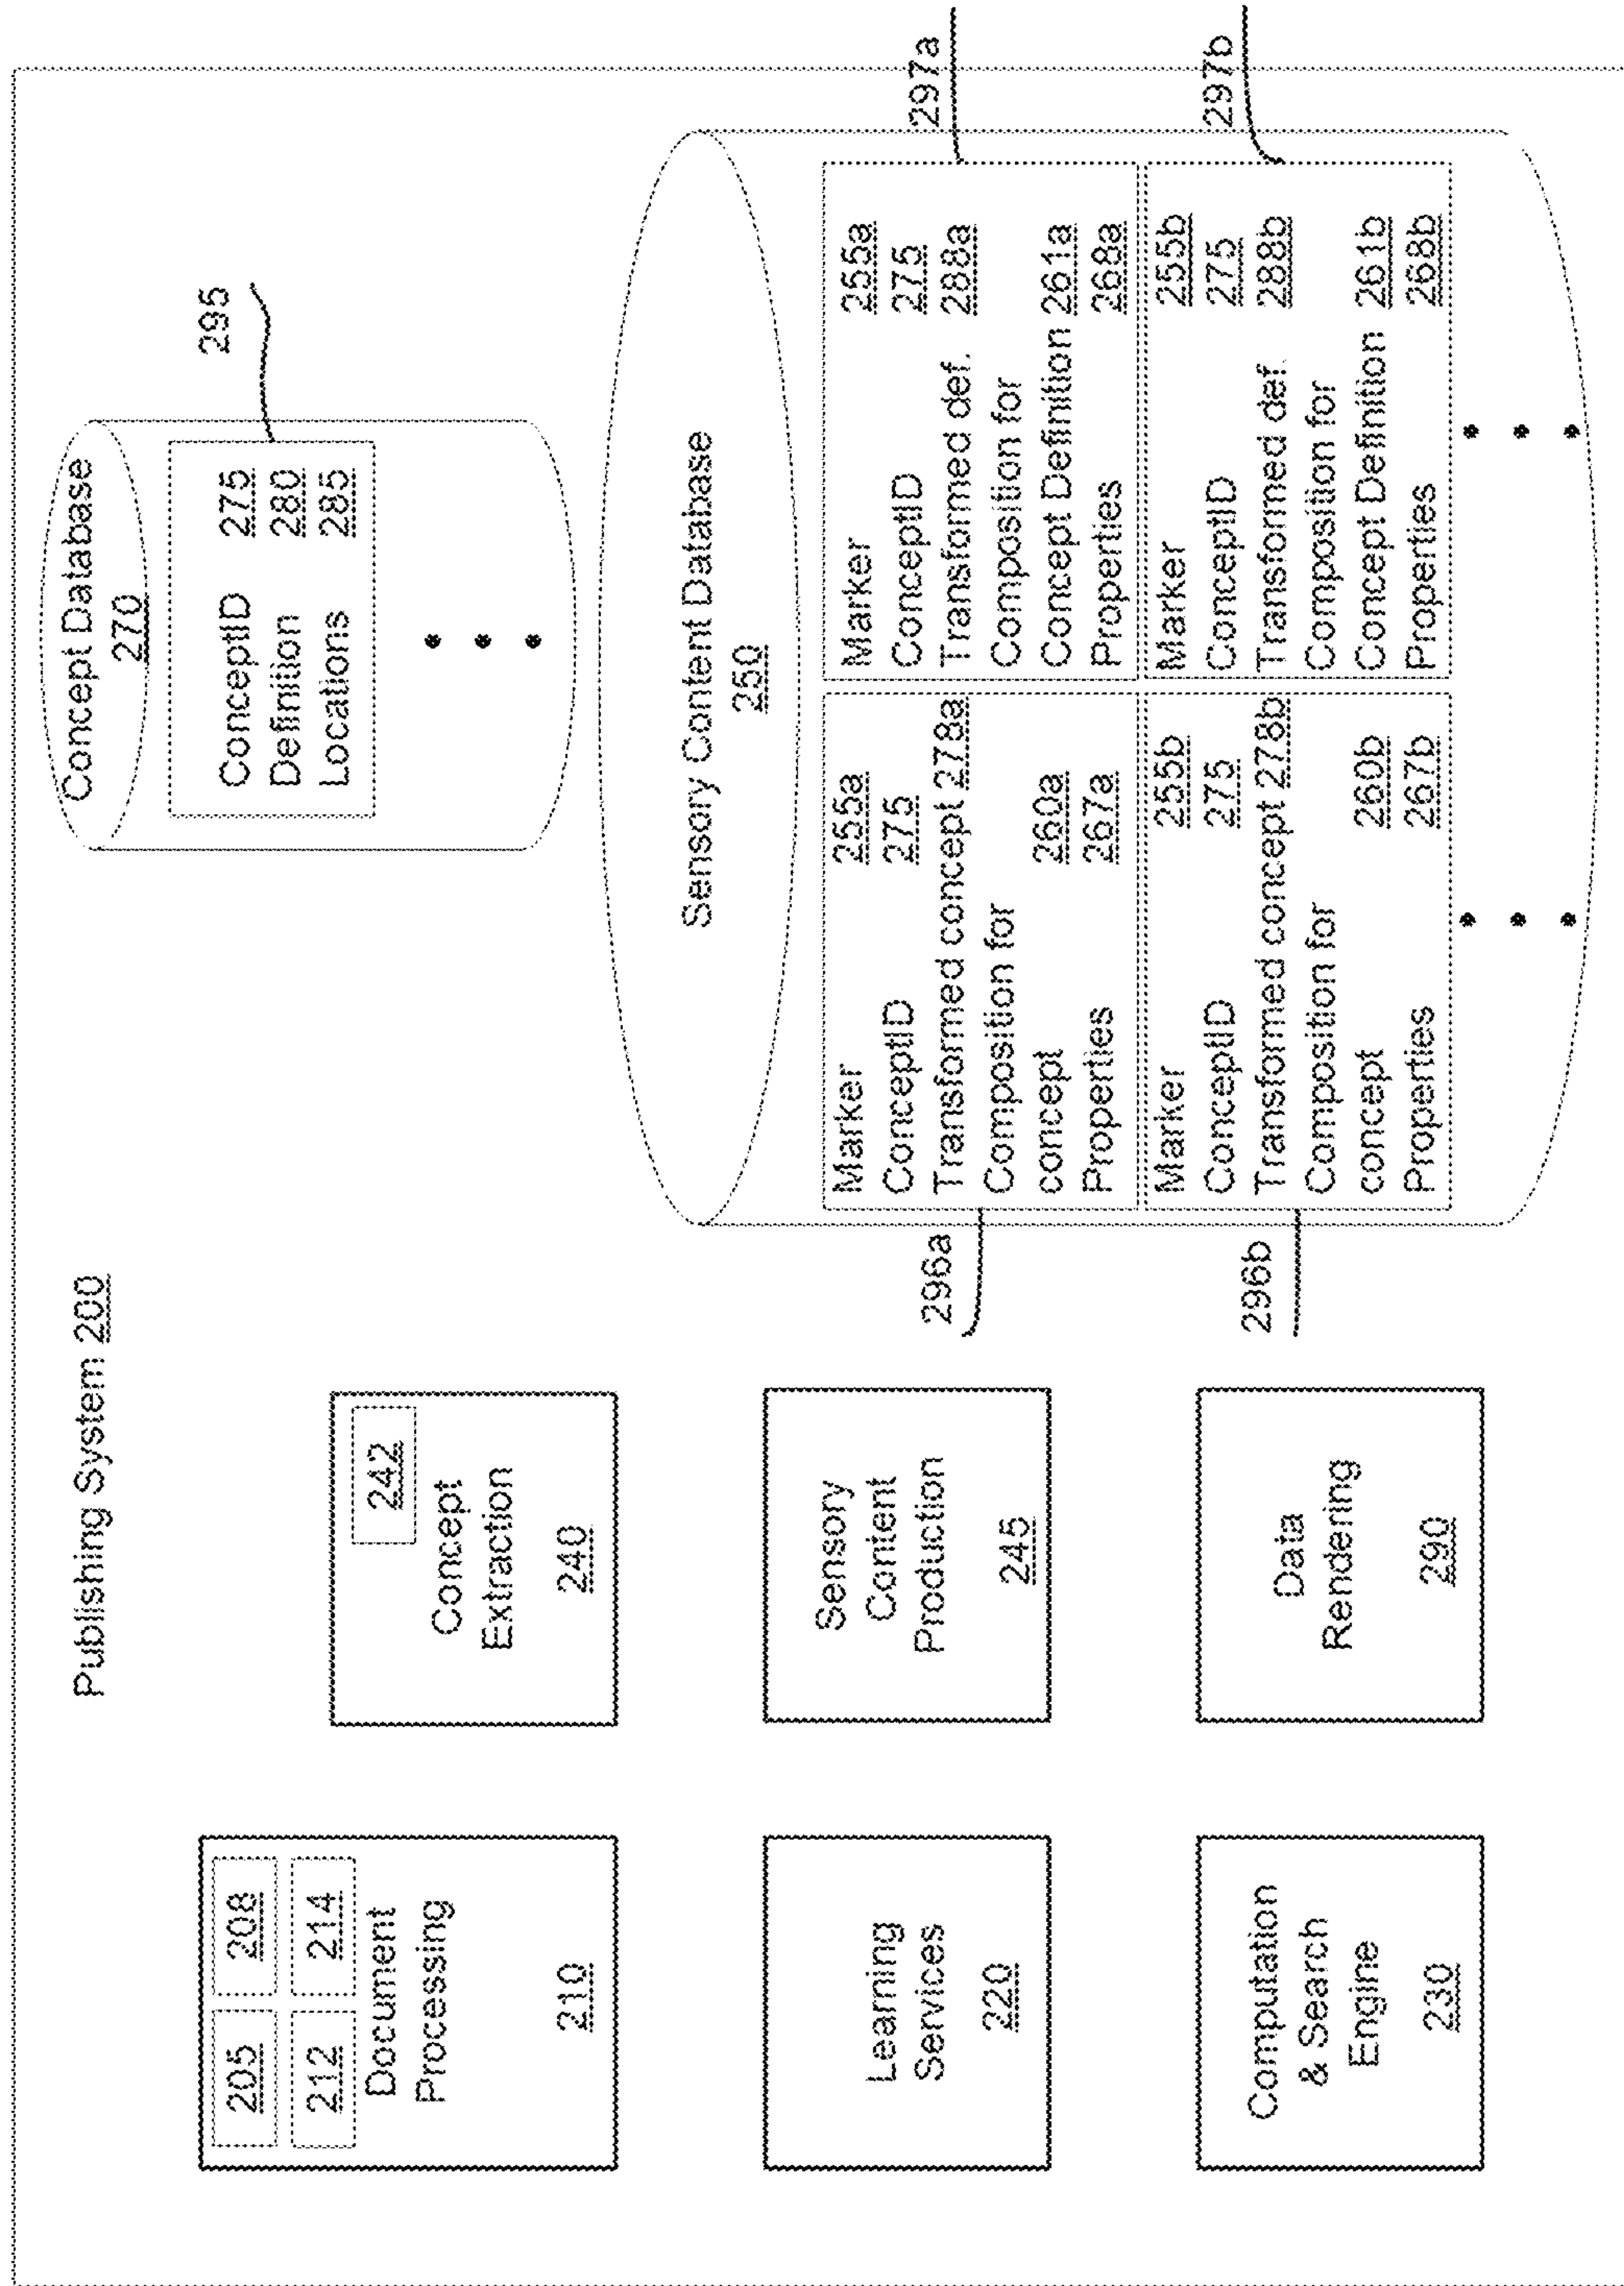 Publishing System 200
205
208
212
214
Document
Processing
210
242
Concept
Extraction
240
Learning
Services
220
Sensory
Content
Production
245
Computation
& Search
Engine
230
Data
Rendering
290
Concept Database
270
ConceptID 275
Definition 280
Locations 285
295
Sensory Content Database
250
Marker 255a
ConceptID 275
Transformed concept 278a
Composition for
concept 260a
Properties 267a
296a
Marker 255a
ConceptID 275
Transformed def. 288a
Composition for
Concept Definition 261a
Properties 268a
297a
Marker 255b
ConceptID 275
Transformed concept 278b
Composition for
concept 260b
Properties 267b
296b
Marker 255b
ConceptID 275
Transformed def. 288b
Composition for
Concept Definition 261b
Properties 268b
297b